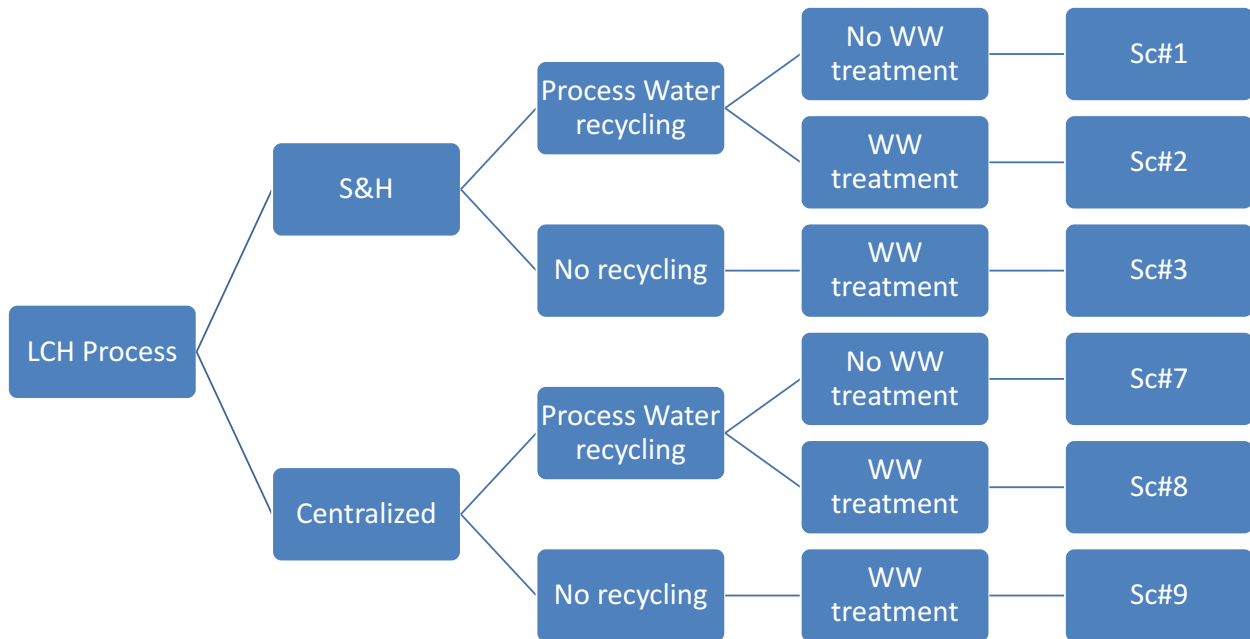 LCH Process
S&H
Process Water
recycling
No WW
treatment
Sc#1
WW
treatment
Sc#2
No recycling
WW
treatment
Sc#3
Centralized
Process Water
recycling
No WW
treatment
Sc#7
WW
treatment
Sc#8
No recycling
WW
treatment
Sc#9